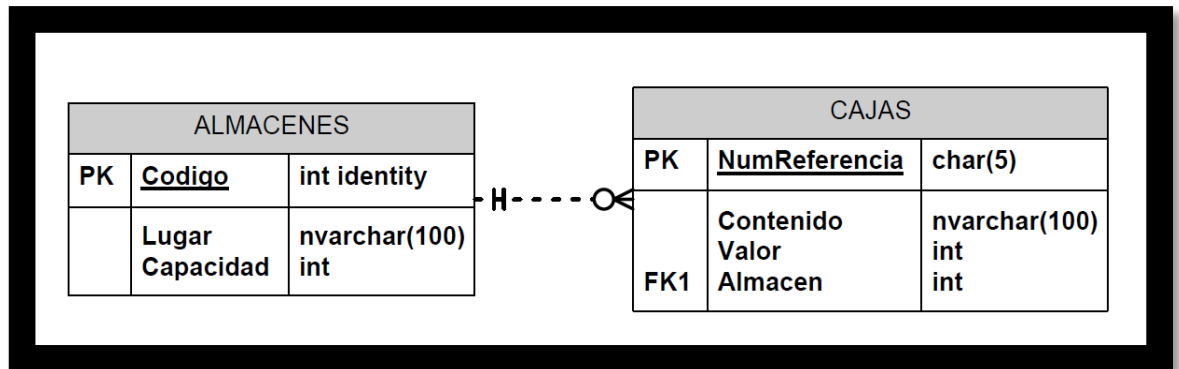 ALMACENES
PK Codigo int identity
Lugar nvarchar(100)
Capacidad int
CAJAS
PK NumReferencia char(5)
Contenido nvarchar(100)
Valor int
FK1 Almacen int